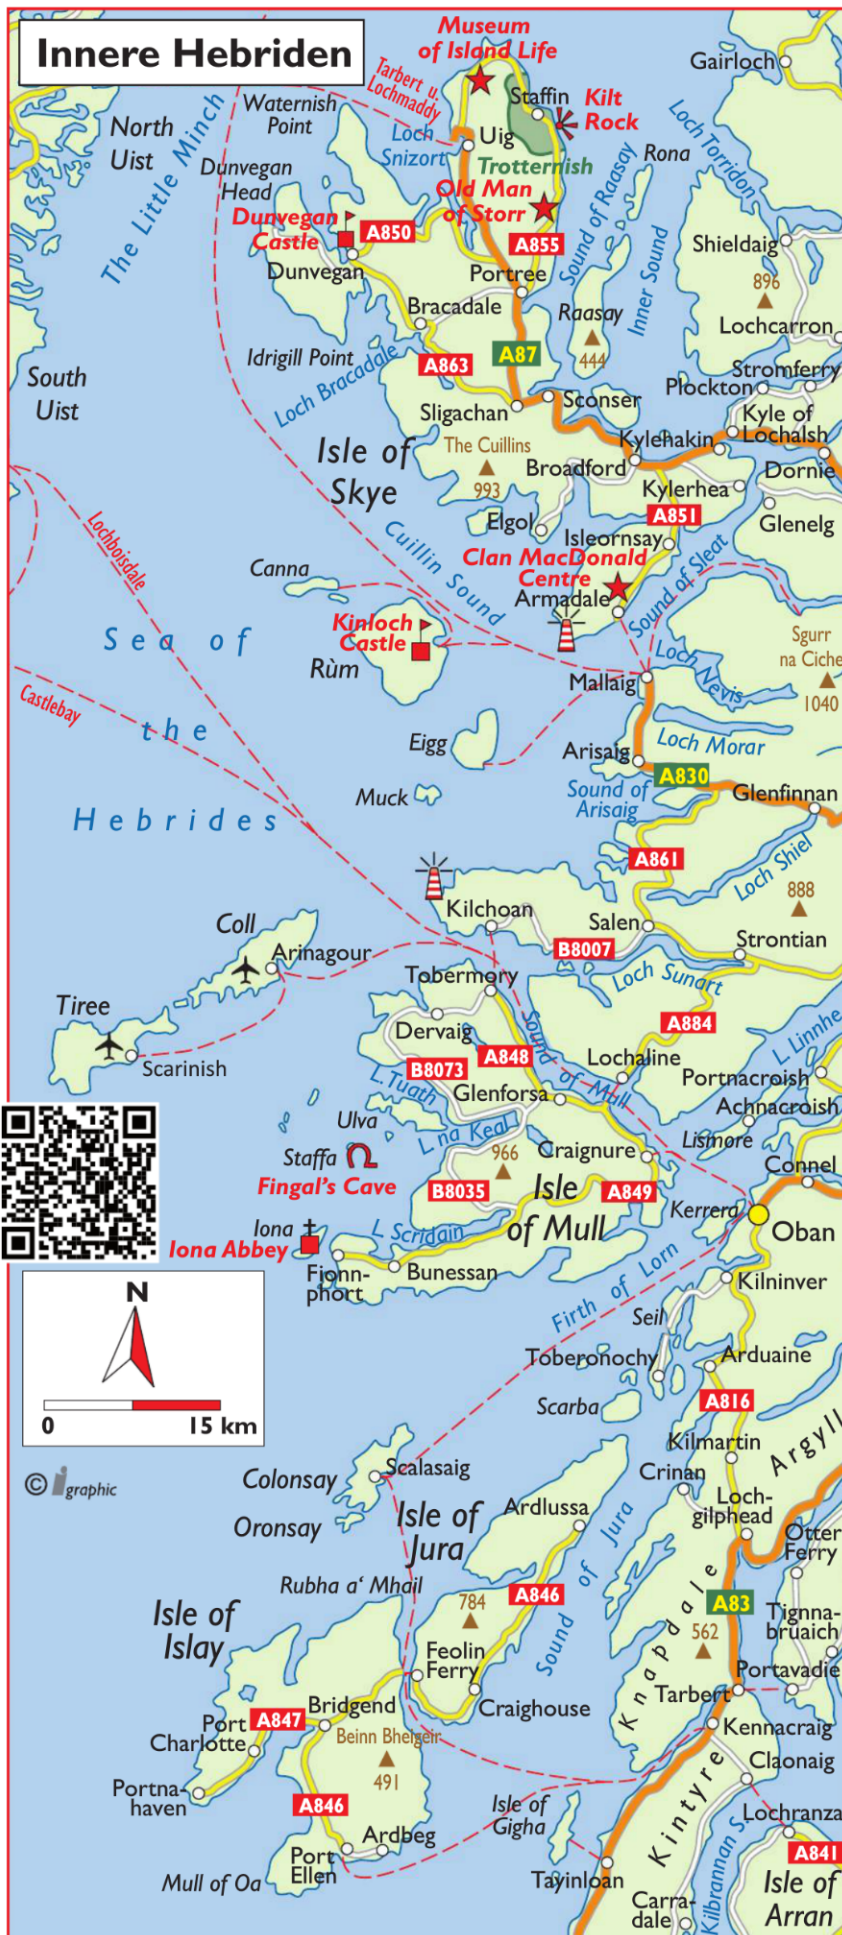 Innere Hebriden
Museum
of Island Life
Tarbert u.
Lochmaddy
Gairloch
Waternish
Point
Staffin
Kilt
Rock
North
Uist
The Little Minch
Loch
Snizort
Uig
Loch Torridon
Dunvegan
Head
Trotternish
Rona
Sound of Raasay
Old Man
of Storr
Dunvegan
Castle
A850
A855
Shieldaig
Dunvegan
Portree
Inner Sound
896
Bracadale
Raasay
444
Lochcarron
Idrigill Point
Loch Bracadale
A863
A87
Stromferry
South
Uist
Plockton
Sligachan
Sconser
Kyle of
Lochalsh
Isle of
Skye
The Cuillins
993
Kylehakin
Broadford
Dornie
Kylerhea
Elgol
A851
Glenelg
Lochboisdale
Isleornsay
Cuillin Sound
Clan MacDonald
Centre
Sound of Sleat
Canna
Armadale
Sea of
the
Hebrides
Kinloch
Castle
Rùm
Sgurr
na Ciche
1040
Loch Nevis
Mallaig
Castlebay
Eigg
Arisaig
Loch Morar
A830
Muck
Sound of
Arisaig
Glenfinnan
A861
Loch Shiel
888
Coll
Kilchoan
Salen
B8007
Strontian
Arinagour
Tobermory
Loch Sunart
Tiree
Dervaig
Sound of Mull
A884
L. Linnhe
Scarinish
B8073
A848
Lochaline
Portnacroish
L. Tuath
Glenforsa
Achnacroish
Ulva
L. na Keal
Lismore
Staffa
966
Craignure
Connel
Fingal's Cave
B8035
Isle
of Mull
A849
Kerrera
Oban
Iona
Iona Abbey
L. Scridain
Fionn-
phort
Bunessan
Firth of Lorn
Kilninver
N
Seil
Toberonochy
Arduaine
0
15 km
Scarba
A816
Kilmartin
Argyll
© graphic
Colonsay
Scalasaig
Crinan
Oronsay
Isle of
Jura
Ardlussa
Loch-
gilphead
Otter
Ferry
Rubha a' Mhail
Sound of Jura
Isle of
Islay
784
A846
A83
Knapdale
562
Tignna-
bruaich
Feolin
Ferry
Portavadie
Craighouse
Tarbert
Bridgend
Port
Charlotte
A847
Beinn Bheigeir
491
Kennacraig
Claonaig
Portna-
haven
A846
Isle of
Gigha
Kintyre
Lochranza
Ardbeg
Port
Ellen
A841
Mull of Oa
Tayinloan
Kilbrannan S.
Isle of
Arran
Carra-
dale